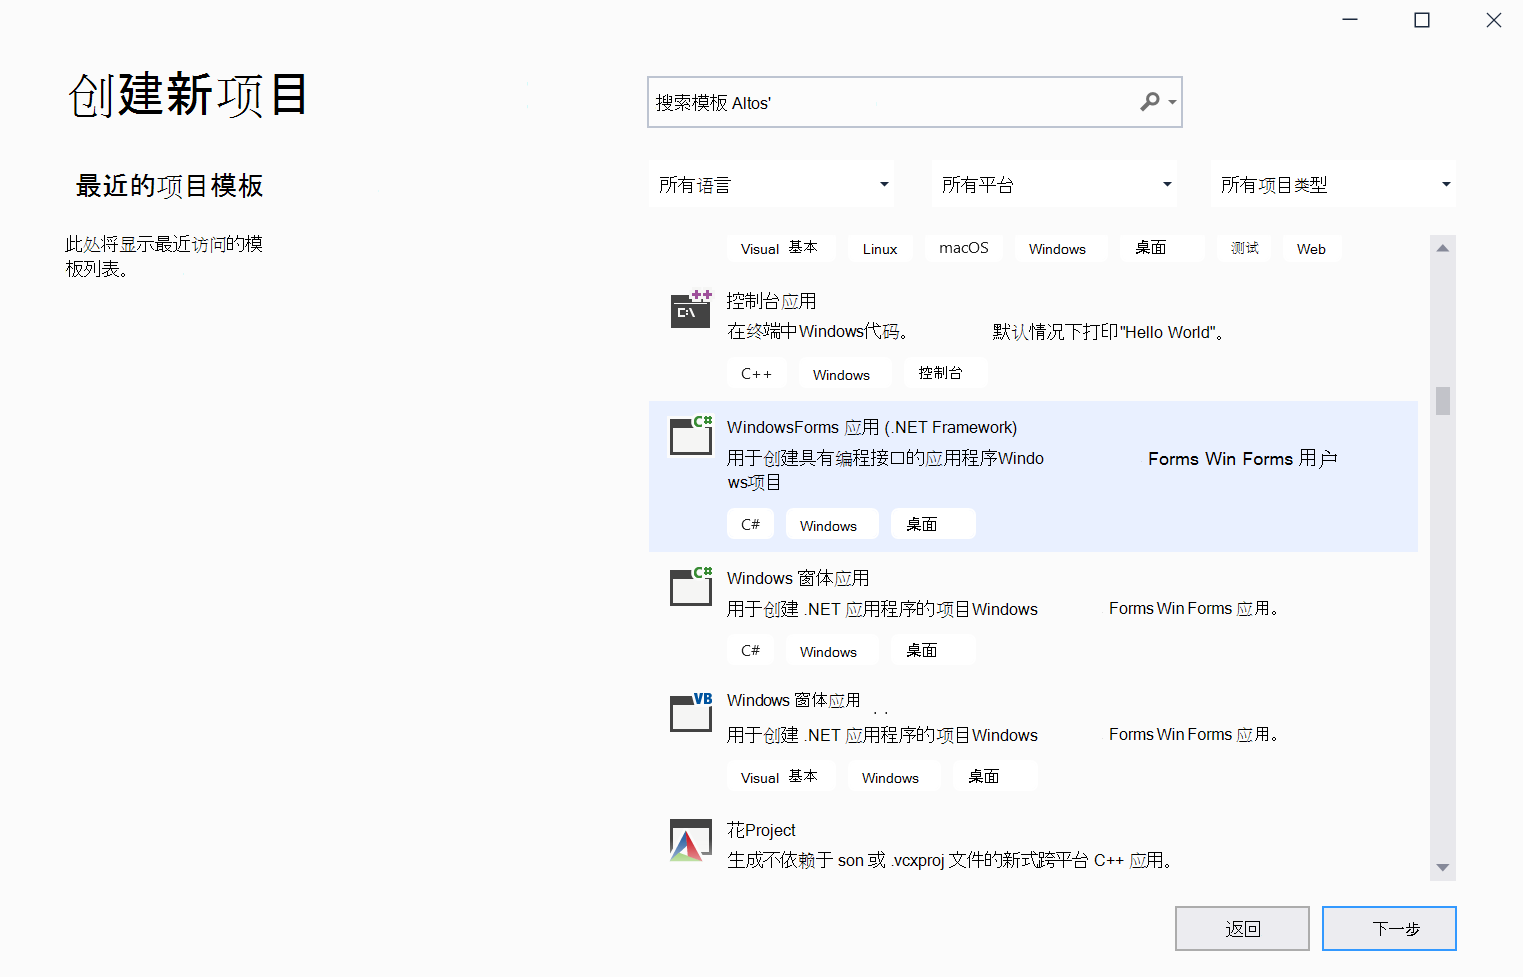 创建新项目
搜索模板 Altos'
最近的项目模板
所有语言
所有平台
所有项目类型
此处将显示最近访问的模
板列表。
Visual 基本 Linux macOS Windows 桌面 测试 Web
控制台应用
在终端中Windows代码。 默认情况下打印"Hello World"。
C++ Windows 控制台
WindowsForms 应用 (.NET Framework)
用于创建具有编程接口的应用程序Windo Forms Win Forms 用户
ws项目
C# Windows 桌面
Windows 窗体应用
用于创建 .NET 应用程序的项目Windows Forms Win Forms 应用。
C# Windows 桌面
Windows 窗体应用
用于创建 .NET 应用程序的项目Windows Forms Win Forms 应用。
Visual 基本 Windows 桌面
花Project
生成不依赖于 son 或 .vcxproj 文件的新式跨平台 C++ 应用。
返回
下一步
C:\
++
C#
C#
VB